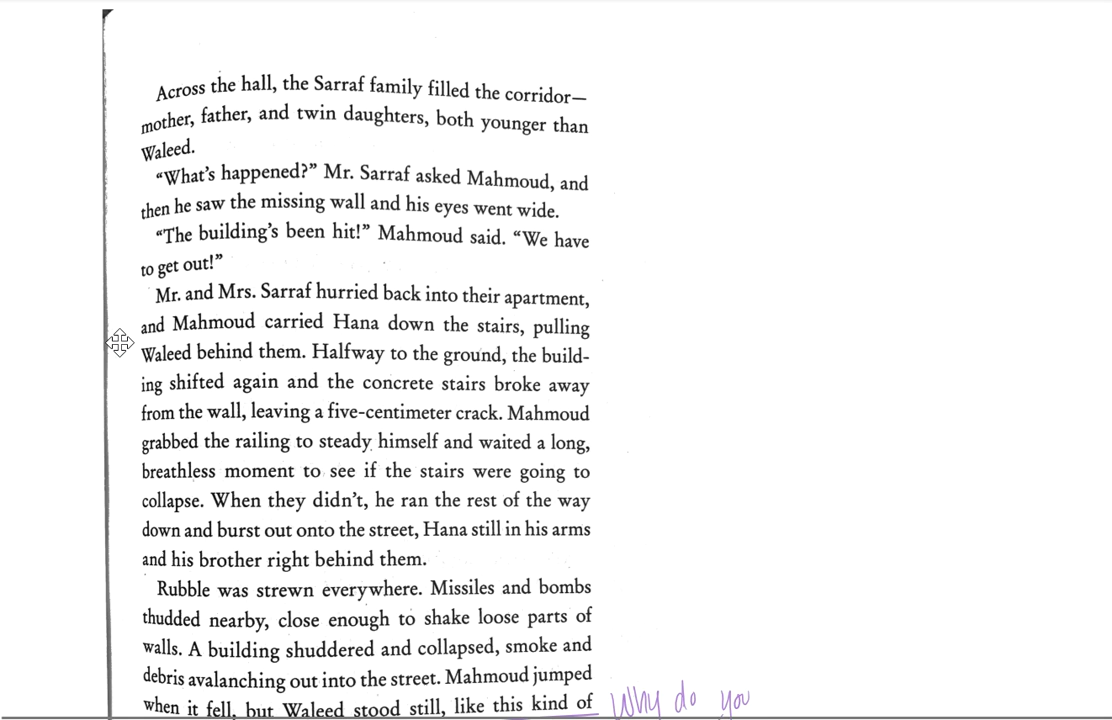 Across the hall, the Sarraf family filled the corridor—
mother, father, and twin daughters, both younger than
Waleed.
“What’s happened?” Mr. Sarraf asked Mahmoud, and
then he saw the missing wall and his eyes went wide.
“The building’s been hit!” Mahmoud said. “We have
to get out!”
Mr. and Mrs. Sarraf hurried back into their apartment,
and Mahmoud carried Hana down the stairs, pulling
Waleed behind them. Halfway to the ground, the build-
ing shifted again and the concrete stairs broke away
from the wall, leaving a five-centimeter crack. Mahmoud
grabbed the railing to steady himself and waited a long,
breathless moment to see if the stairs were going to
collapse. When they didn’t, he ran the rest of the way
down and burst out onto the street, Hana still in his arms
and his brother right behind them.
Rubble was strewn everywhere. Missiles and bombs
thudded nearby, close enough to shake loose parts of
walls. A building shuddered and collapsed, smoke and
debris avalanching out into the street. Mahmoud jumped
when it fell, but Waleed stood still, like this kind of
Why do you